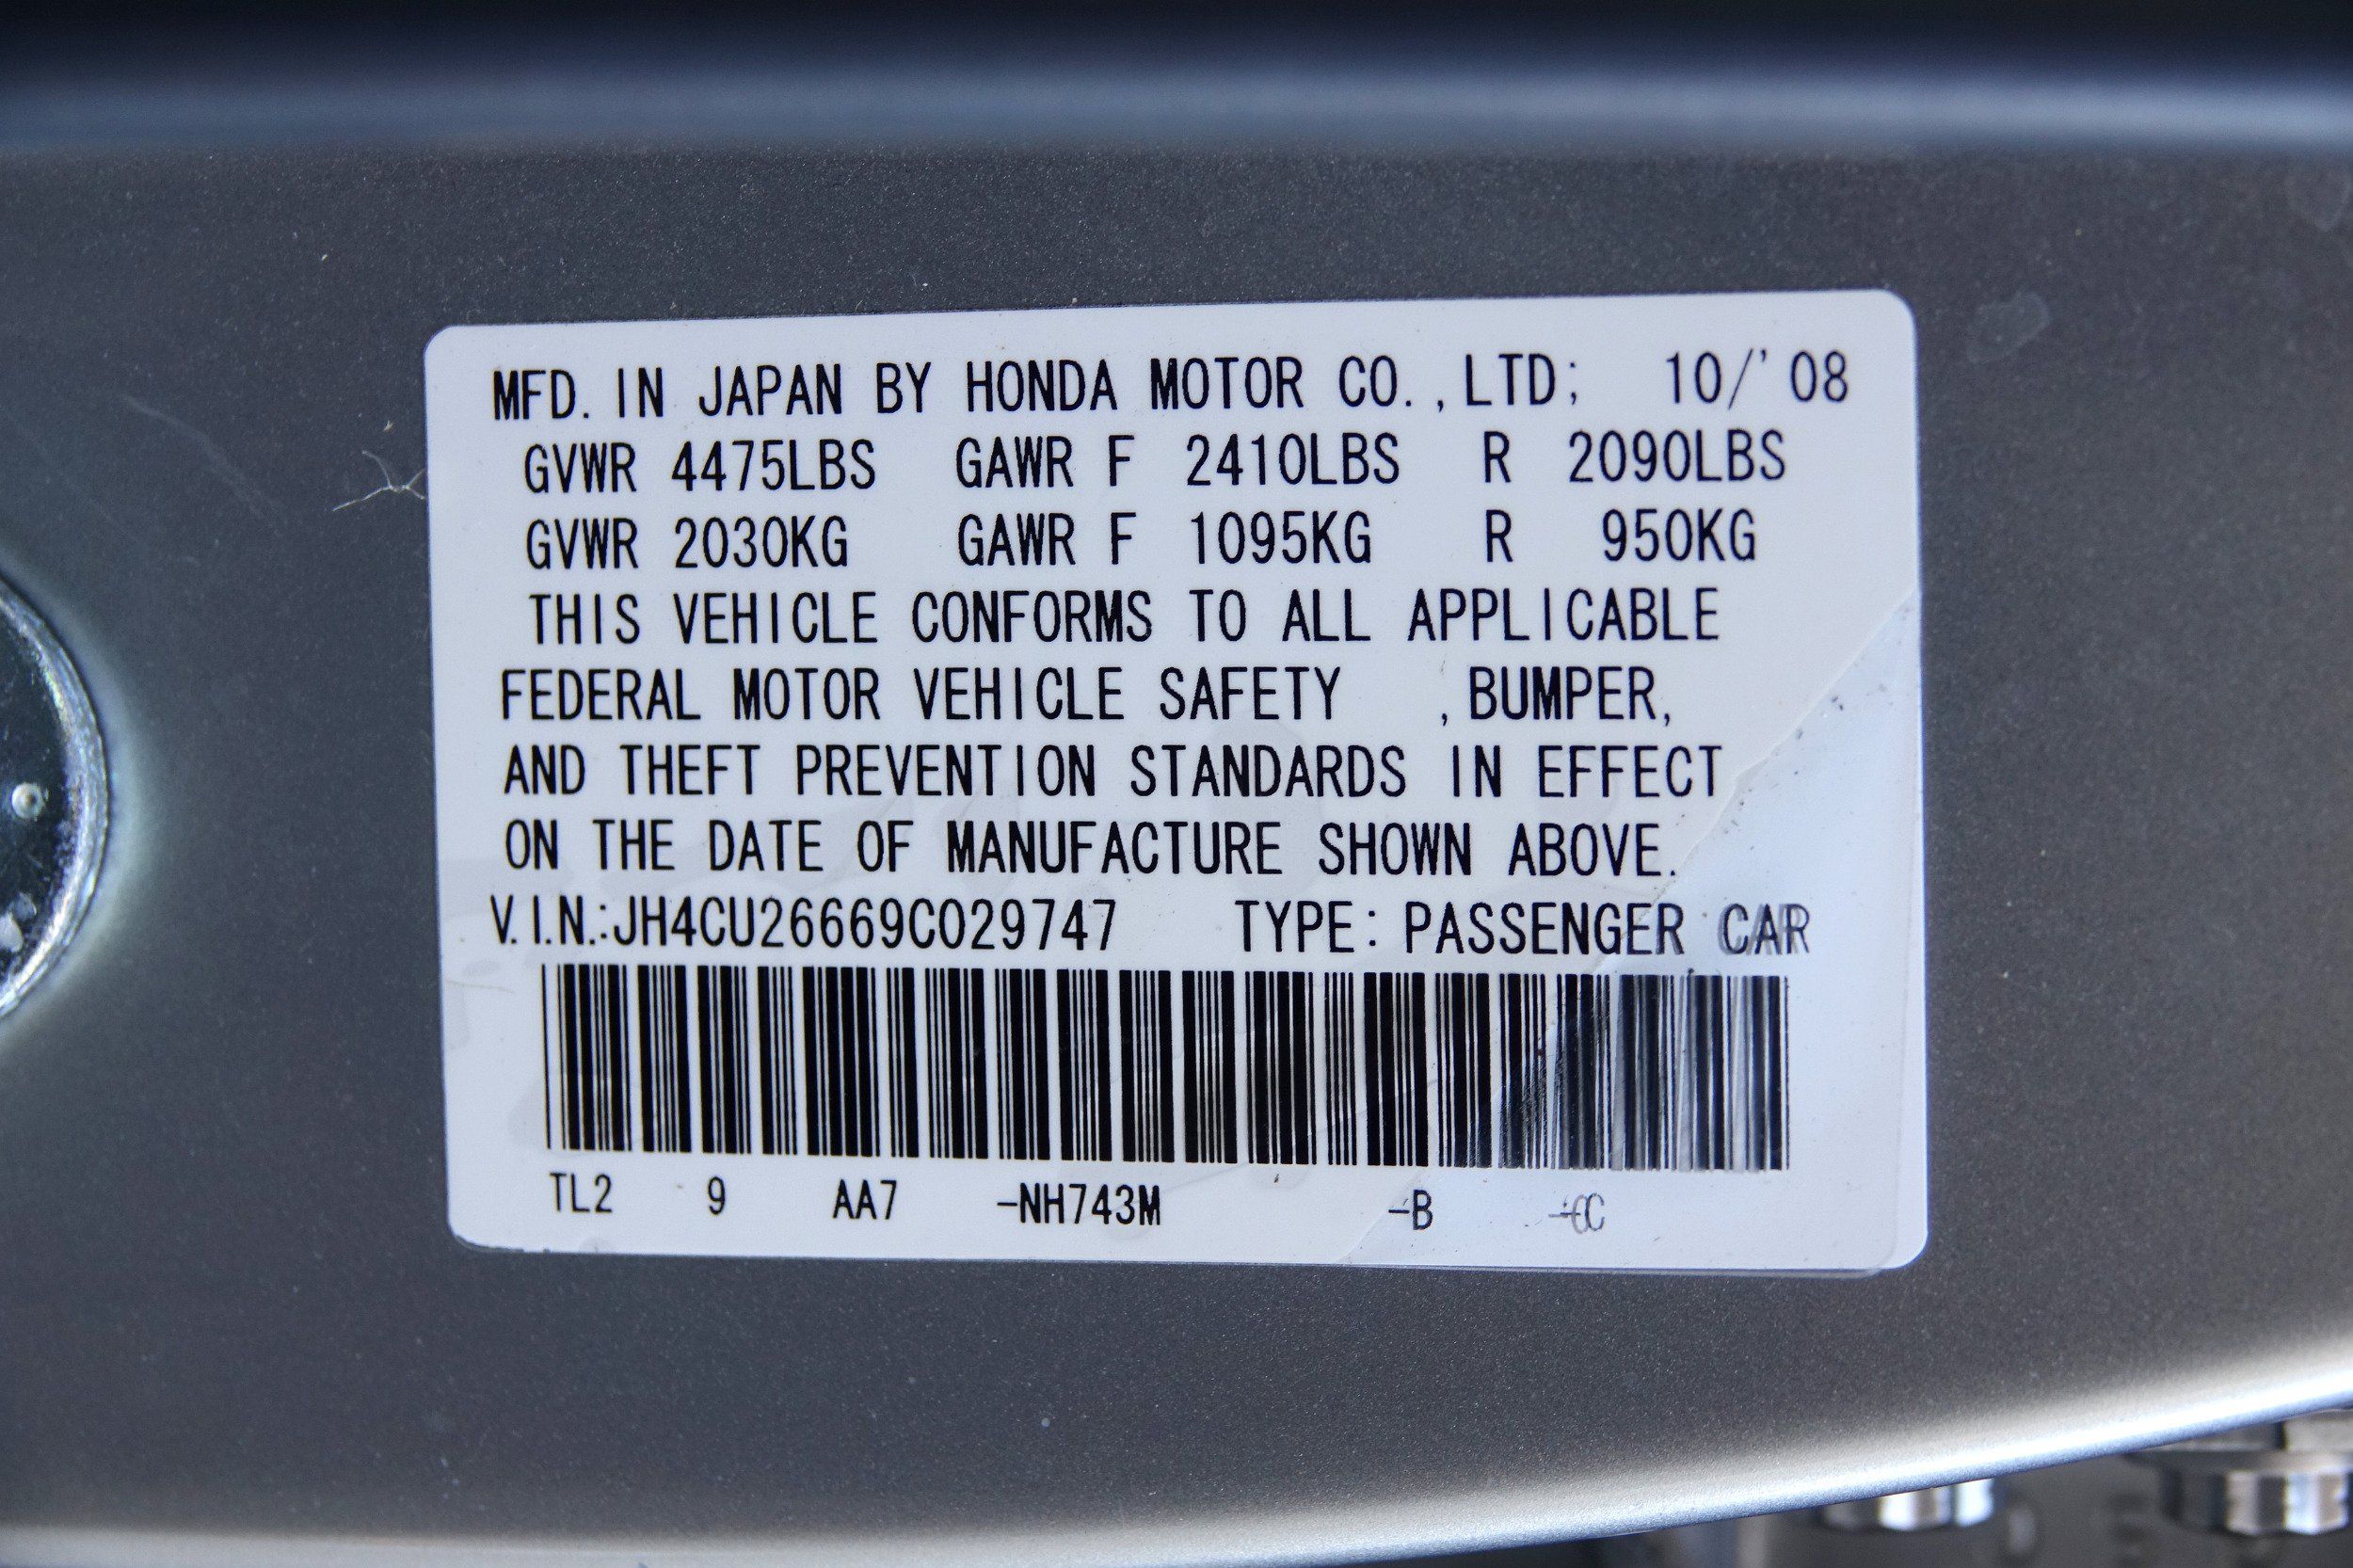 MFD. IN JAPAN BY HONDA MOTOR CO.,LTD; 10/'08
GVWR 4475LBS GAWR F 2410LBS R 2090LBS
GVWR 2030KG GAWR F 1095KG R 950KG
THIS VEHICLE CONFORMS TO ALL APPLICABLE
FEDERAL MOTOR VEHICLE SAFETY ,BUMPER,
AND THEFT PREVENTION STANDARDS IN EFFECT
ON THE DATE OF MANUFACTURE SHOWN ABOVE.
V.I.N.:JH4CU26669C029747 TYPE: PASSENGER CAR
TL2 9 AA7 -NH743M -B -C